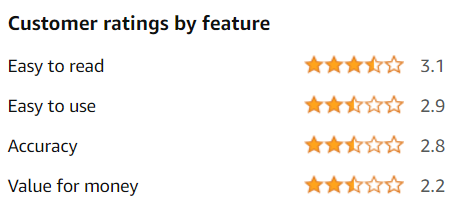 Customer ratings by feature
Easy to read 3.1
Easy to use 2.9
Accuracy 2.8
Value for money 2.2